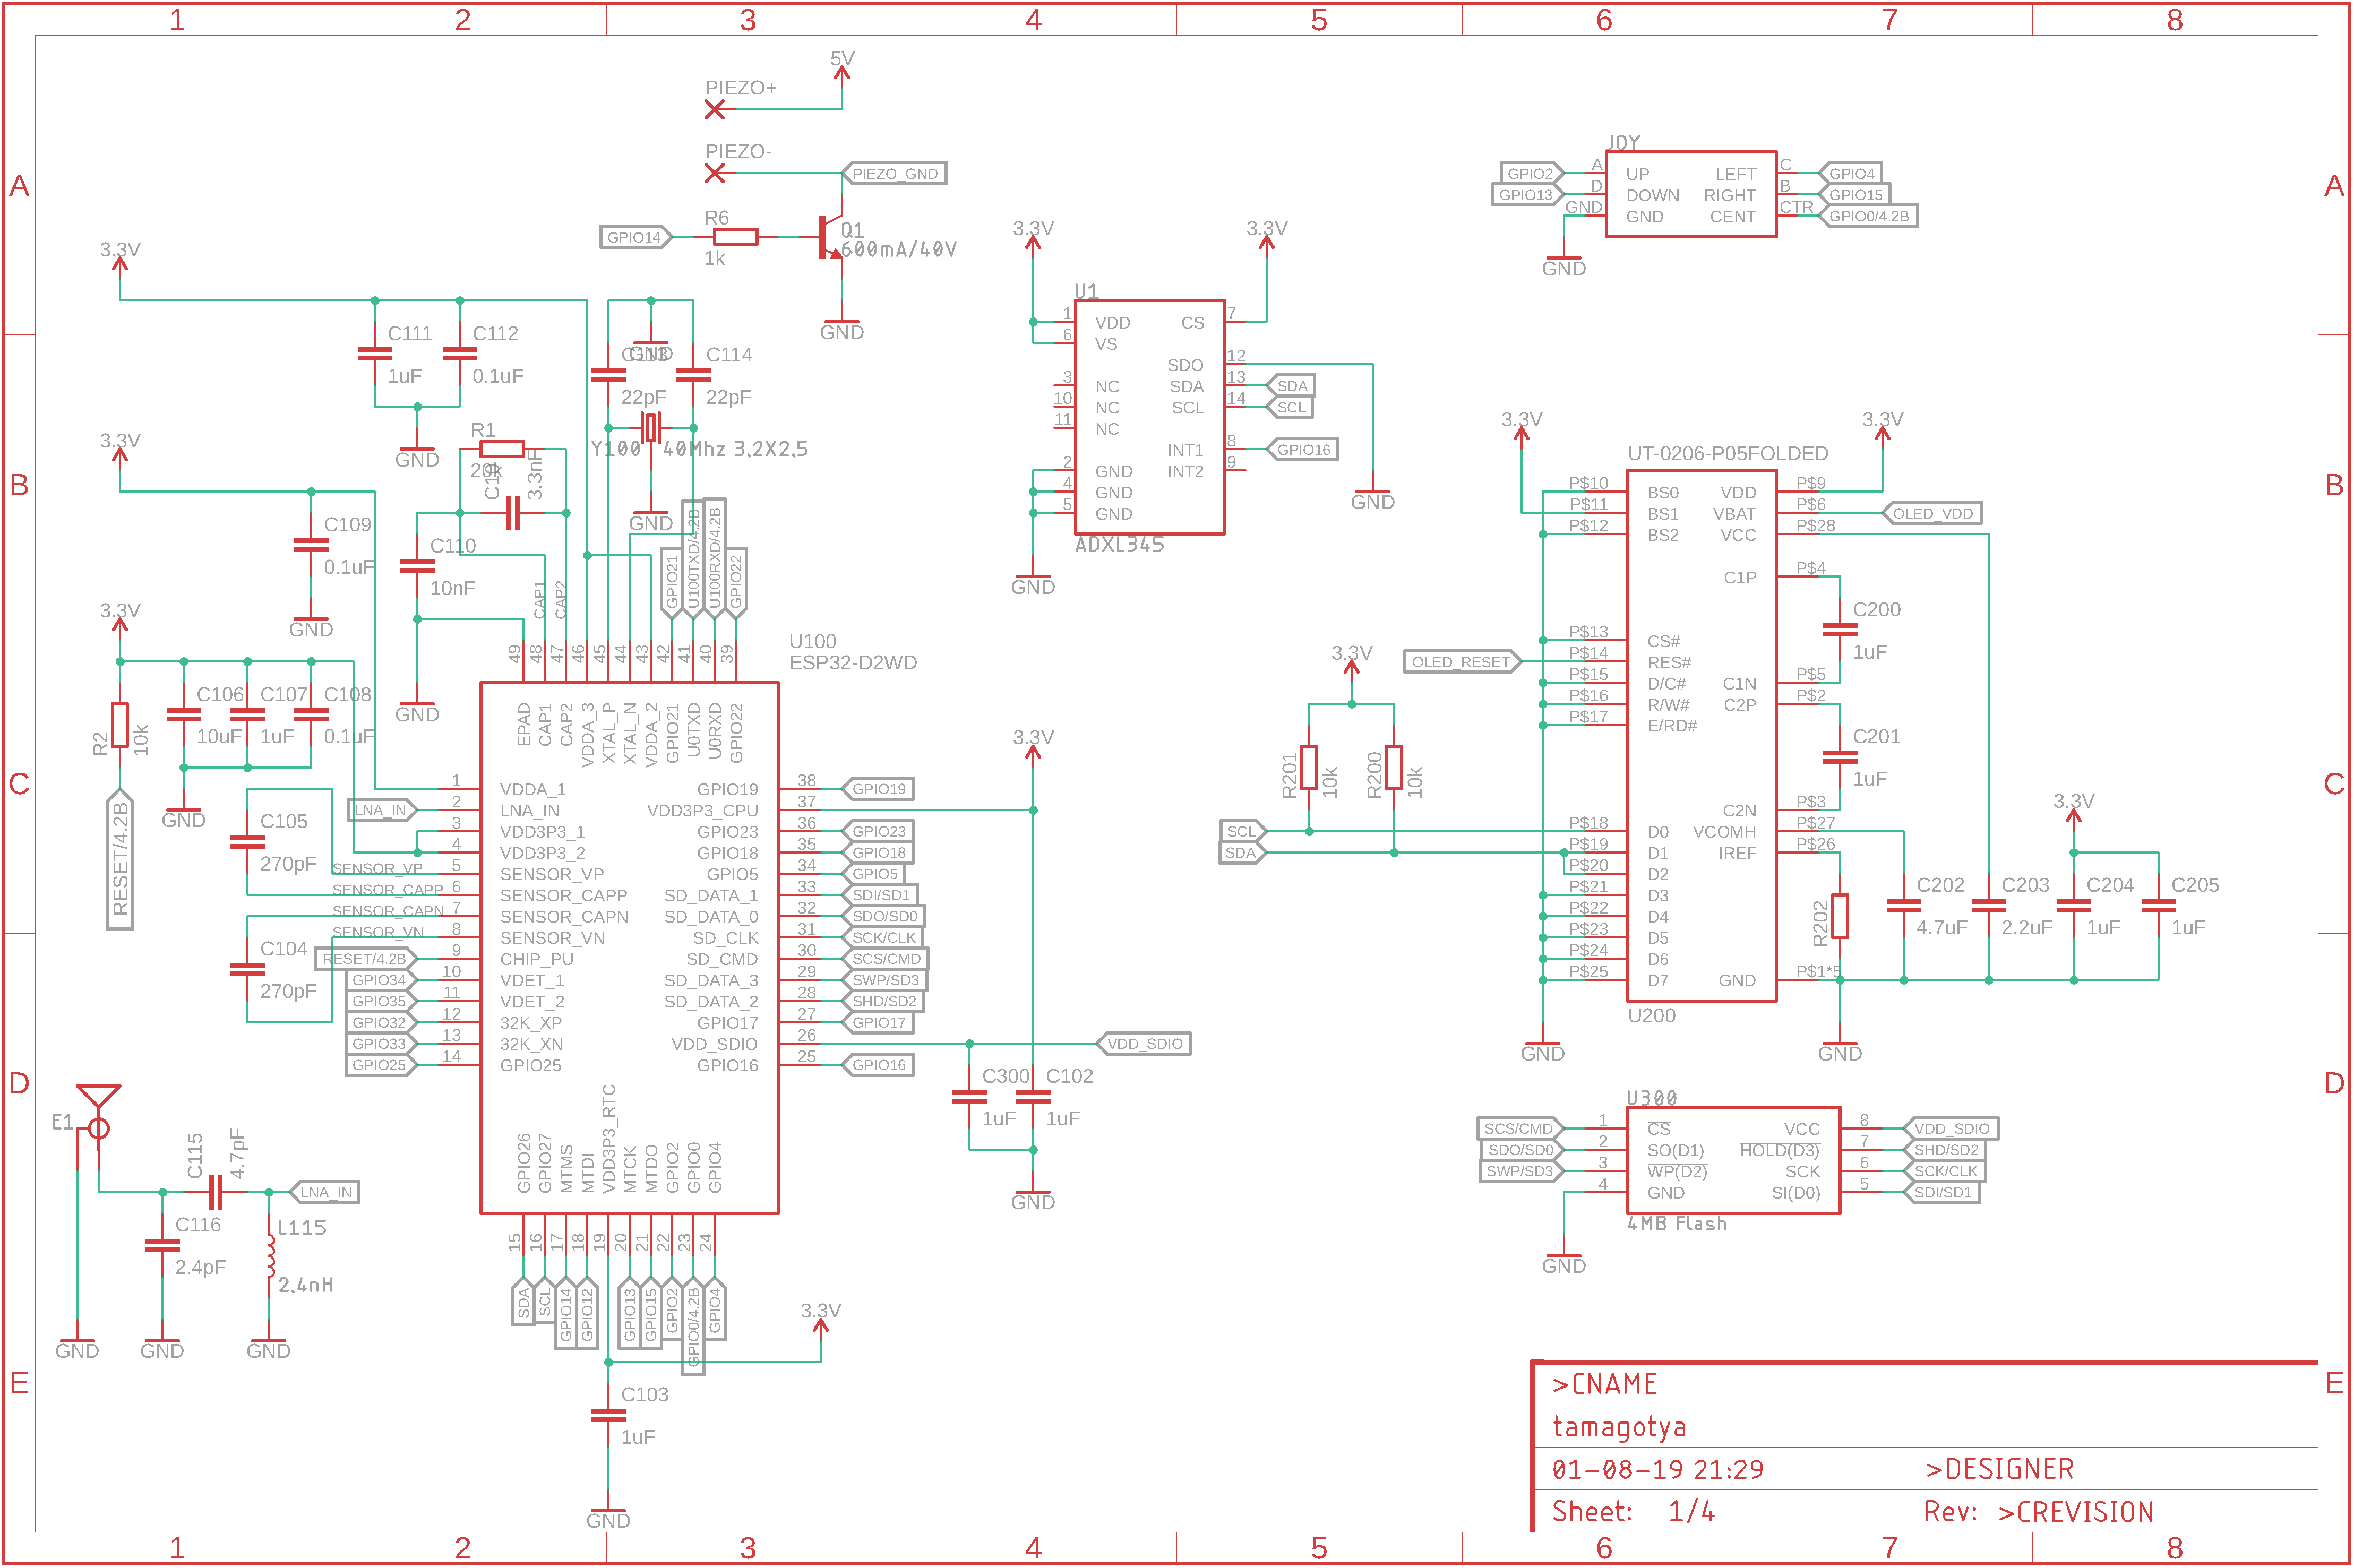 1 2 3 4 5 6 7 8
A
B
C
D
E
A
B
C
D
E
5V
PIEZO+
PIEZO-
PIEZO_GND
GPIO14
R6
1k
Q1
600mA/40V
GND
3.3V
C111
1uF
C112
0.1uF
GND
GND
C113
22pF
C114
22pF
Y100
40Mhz 3.2X2.5
GND
3.3V
R1
20k
3.3nF
C109
0.1uF
GND
C110
10nF
GND
CAP1
CAP2
GPIO21
U100TXD/4.2B
U100RXD/4.2B
GPIO22
3.3V
R2
10k
RESET/4.2B
C106
10uF
C107
1uF
C108
0.1uF
GND
C105
270pF
C104
270pF
LNA_IN
SENSOR_VP
SENSOR_CAPP
SENSOR_CAPN
SENSOR_VN
RESET/4.2B
GPIO34
GPIO35
GPIO32
GPIO33
GPIO25
U100
ESP32-D2WD
49 48 47 46 45 44 43 42 41 40 39
EPAD
CAP1
CAP2
VDDA_3
XTAL_P
XTAL_N
VDDA_2
GPIO21
U0TXD
U0RXD
GPIO22
1 VDDA_1
2 LNA_IN
3 VDD3P3_1
4 VDD3P3_2
5 SENSOR_VP
6 SENSOR_CAPP
7 SENSOR_CAPN
8 SENSOR_VN
9 CHIP_PU
10 VDET_1
11 VDET_2
12 32K_XP
13 32K_XN
14 GPIO25
GPIO19 38 GPIO19
VDD3P3_CPU 37
GPIO23 36 GPIO23
GPIO18 35 GPIO18
GPIO5 34 GPIO5
SD_DATA_1 33 SDI/SD1
SD_DATA_0 32 SDO/SD0
SD_CLK 31 SCK/CLK
SD_CMD 30 SCS/CMD
SD_DATA_3 29 SWP/SD3
SD_DATA_2 28 SHD/SD2
GPIO17 27 GPIO17
VDD_SDIO 26 VDD_SDIO
GPIO16 25 GPIO16
GPIO26
GPIO27
MTMS
MTDI
VDD3P3_RTC
MTCK
MTDO
GPIO2
GPIO0
GPIO4
15 16 17 18 19 20 21 22 23 24
SDA
SCL
GPIO14
GPIO12
GPIO13
GPIO15
GPIO2
GPIO0/4.2B
GPIO4
3.3V
C103
1uF
GND
3.3V
C300
1uF
C102
1uF
GND
E1
C115
4.7pF
LNA_IN
C116
2.4pF
L115
2.4nH
GND
GND
GND
3.3V
3.3V
U1
1 VDD CS 7
6 VS
SDO 12
3 NC SDA 13 SDA
10 NC SCL 14 SCL
11 NC
INT1 8 GPIO16
2 GND INT2 9
4 GND
5 GND
ADXL345
GND
GND
JOY
GPIO2 A UP LEFT C GPIO4
GPIO13 D DOWN RIGHT B GPIO15
GND GND CENT CTR GPIO0/4.2B
GND
3.3V
3.3V
UT-0206-P05FOLDED
P$10 BS0 VDD P$9
P$11 BS1 VBAT P$6 OLED_VDD
P$12 BS2 VCC P$28
C1P P$4
C200
1uF
P$13 CS#
OLED_RESET P$14 RES#
P$15 D/C# C1N P$5
P$16 R/W# C2P P$2
P$17 E/RD#
C201
1uF
C2N P$3
P$18 D0 VCOMH P$27
P$19 D1 IREF P$26
P$20 D2
P$21 D3
P$22 D4
P$23 D5
P$24 D6
P$25 D7 GND P$1*5
U200
GND
GND
3.3V
R201
10k
R200
10k
SCL
SDA
R202
C202
4.7uF
C203
2.2uF
3.3V
C204
1uF
C205
1uF
U300
SCS/CMD 1 CS VCC 8 VDD_SDIO
SDO/SD0 2 SO(D1) HOLD(D3) 7 SHD/SD2
SWP/SD3 3 WP(D2) SCK 6 SCK/CLK
4 GND SI(D0) 5 SDI/SD1
4MB Flash
GND
>CNAME
tamagotya
01-08-19 21:29 >DESIGNER
Sheet: 1/4 Rev: >CREVISION
1 2 3 4 5 6 7 8